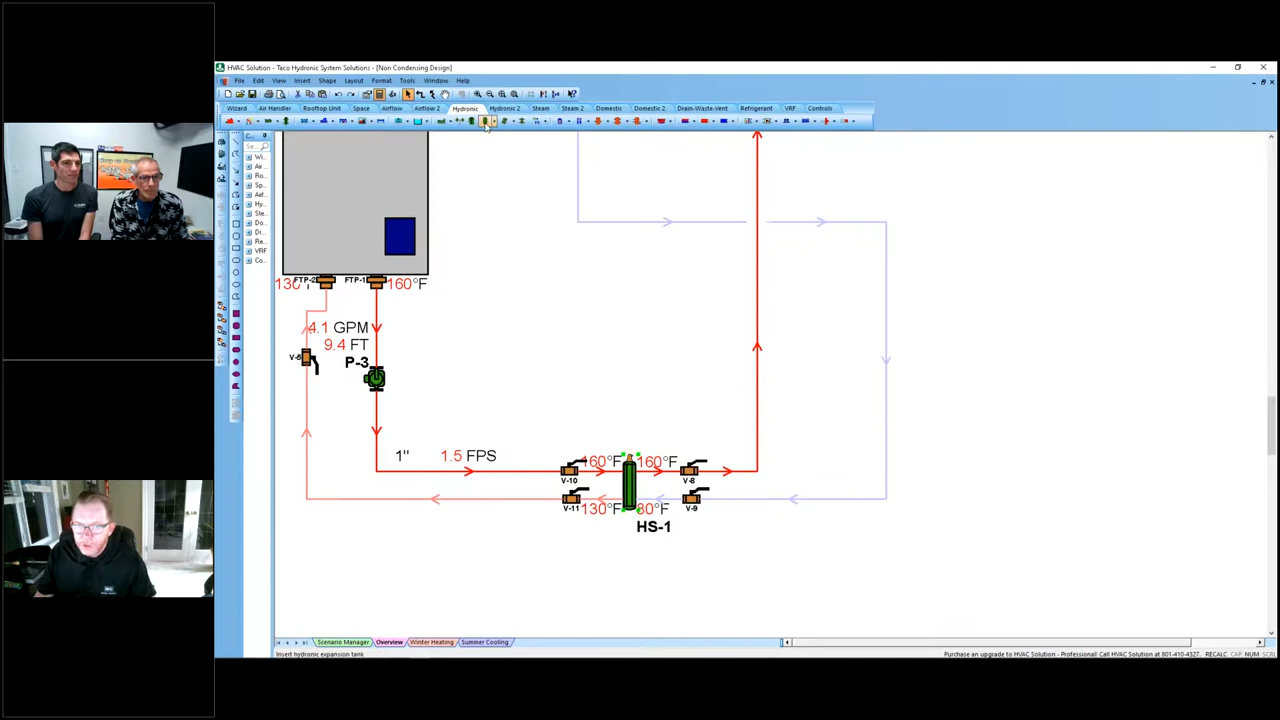 HVAC Solution - Taco Hydronic System Solutions - [Non Condensing Design]
File Edit View Insert Shape Layout Format Tools Window Help
Wizard Air Handler Rooftop Unit Space Airflow Airflow 2 Hydronic Hydronic 2 Steam Steam 2 Domestic Domestic 2 Drain-Waste-Vent Refrigerant VRF Controls
FTP-2 FTP-1
160°F
4.1 GPM
9.4 FT
P-3
1" 1.5 FPS
160°F 160°F
V-10 V-8
130°F 80°F
V-11 V-9
HS-1
Scenario Manager Overview Winter Heating Summer Cooling
Insert hydronic expansion tank Purchase an upgrade to HVAC Solution - Professional! Call HVAC Solution at 801-410-4327. RECALC CAP NUM SCRL